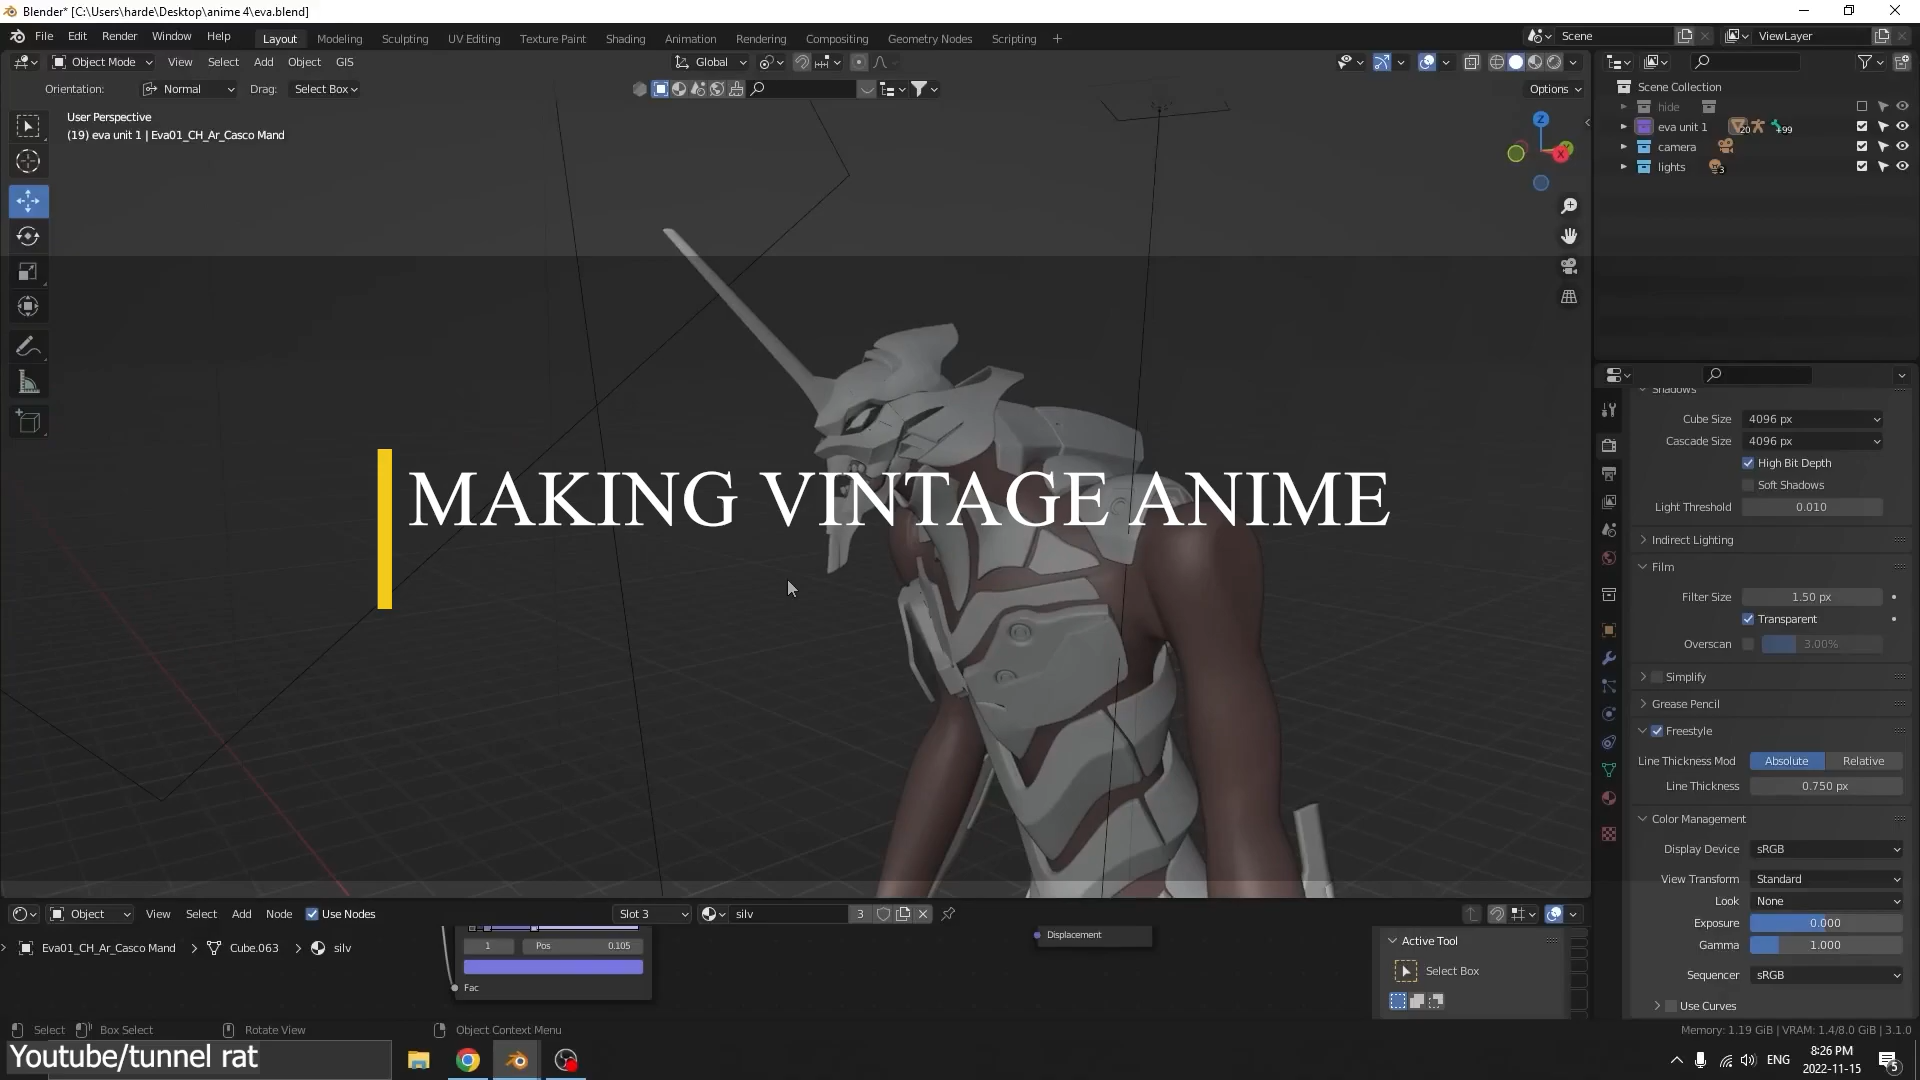 Blender* [C:\Users\harde\Desktop\anime 4\eva.blend]
File Edit Render Window Help Layout Modeling Sculpting UV Editing Texture Paint Shading Animation Rendering Compositing Geometry Nodes Scripting + Scene ViewLayer
Object Mode View Select Add Object GIS Global
Orientation: Normal Drag: Select Box Options
User Perspective
(19) eva unit 1 | Eva01_CH_Ar_Casco Mand
Z
X
Scene Collection
hide
eva unit 1 20 +99
camera
lights 3
MAKING VINTAGE ANIME
Shadows
Cube Size 4096 px
Cascade Size 4096 px
High Bit Depth
Soft Shadows
Light Threshold 0.010
Indirect Lighting
Film
Filter Size 1.50 px
Transparent
Overscan 3.00%
Simplify
Grease Pencil
Freestyle
Line Thickness Mod Absolute Relative
Line Thickness 0.750 px
Color Management
Display Device sRGB
View Transform Standard
Look None
Exposure 0.000
Gamma 1.000
Sequencer sRGB
Use Curves
Object View Select Add Node Use Nodes Slot 3 silv 3
Eva01_CH_Ar_Casco Mand > Cube.063 > silv
1 Pos 0.105
Fac
Displacement
Active Tool
Select Box
Select Box Select Rotate View Object Context Menu
Memory: 1.19 GiB | VRAM: 1.4/8.0 GiB | 3.1.0
Youtube/tunnel rat
ENG
8:26 PM
2022-11-15
5